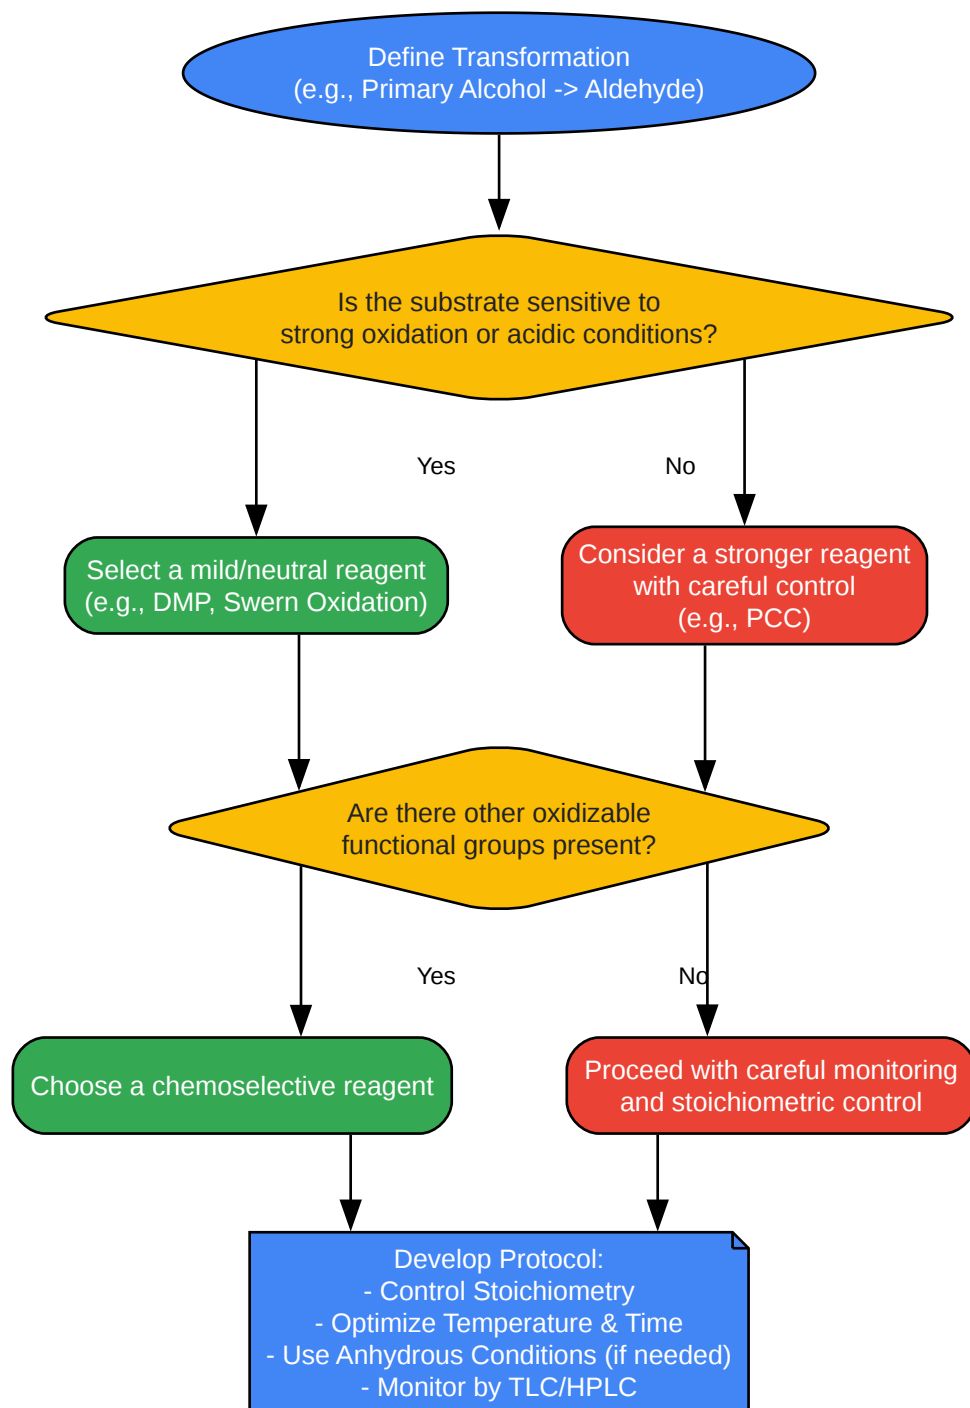 Define Transformation
(e.g., Primary Alcohol -> Aldehyde)
Is the substrate sensitive to
strong oxidation or acidic conditions?
Yes
No
Select a mild/neutral reagent
(e.g., DMP, Swern Oxidation)
Consider a stronger reagent
with careful control
(e.g., PCC)
Are there other oxidizable
functional groups present?
Yes
No
Choose a chemoselective reagent
Proceed with careful monitoring
and stoichiometric control
Develop Protocol:
- Control Stoichiometry
- Optimize Temperature & Time
- Use Anhydrous Conditions (if needed)
- Monitor by TLC/HPLC